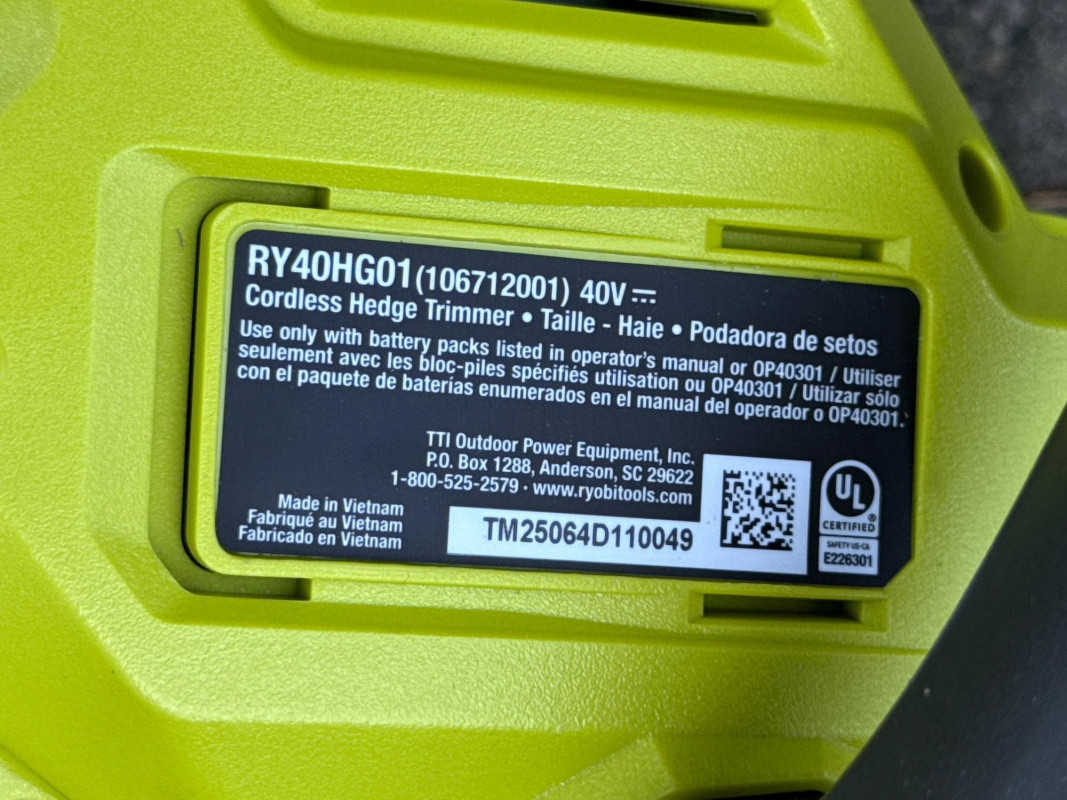 RY40HG01 (106712001) 40V ⎓
Cordless Hedge Trimmer • Taille - Haie • Podadora de setos
Use only with battery packs listed in operator's manual or OP40301 / Utiliser
seulement avec les bloc-piles spécifiés utilisation ou OP40301 / Utilizar sólo
con el paquete de baterías enumerados en el manual del operador o OP40301.
TTI Outdoor Power Equipment, Inc.
P.O. Box 1288, Anderson, SC 29622
1-800-525-2579 · www.ryobitools.com
Made in Vietnam
Fabriqué au Vietnam
Fabricado en Vietnam
TM25064D110049
UL
®
CERTIFIED
SAFETY US-CA
E226301